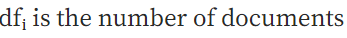 dfᵢ is the number of documents